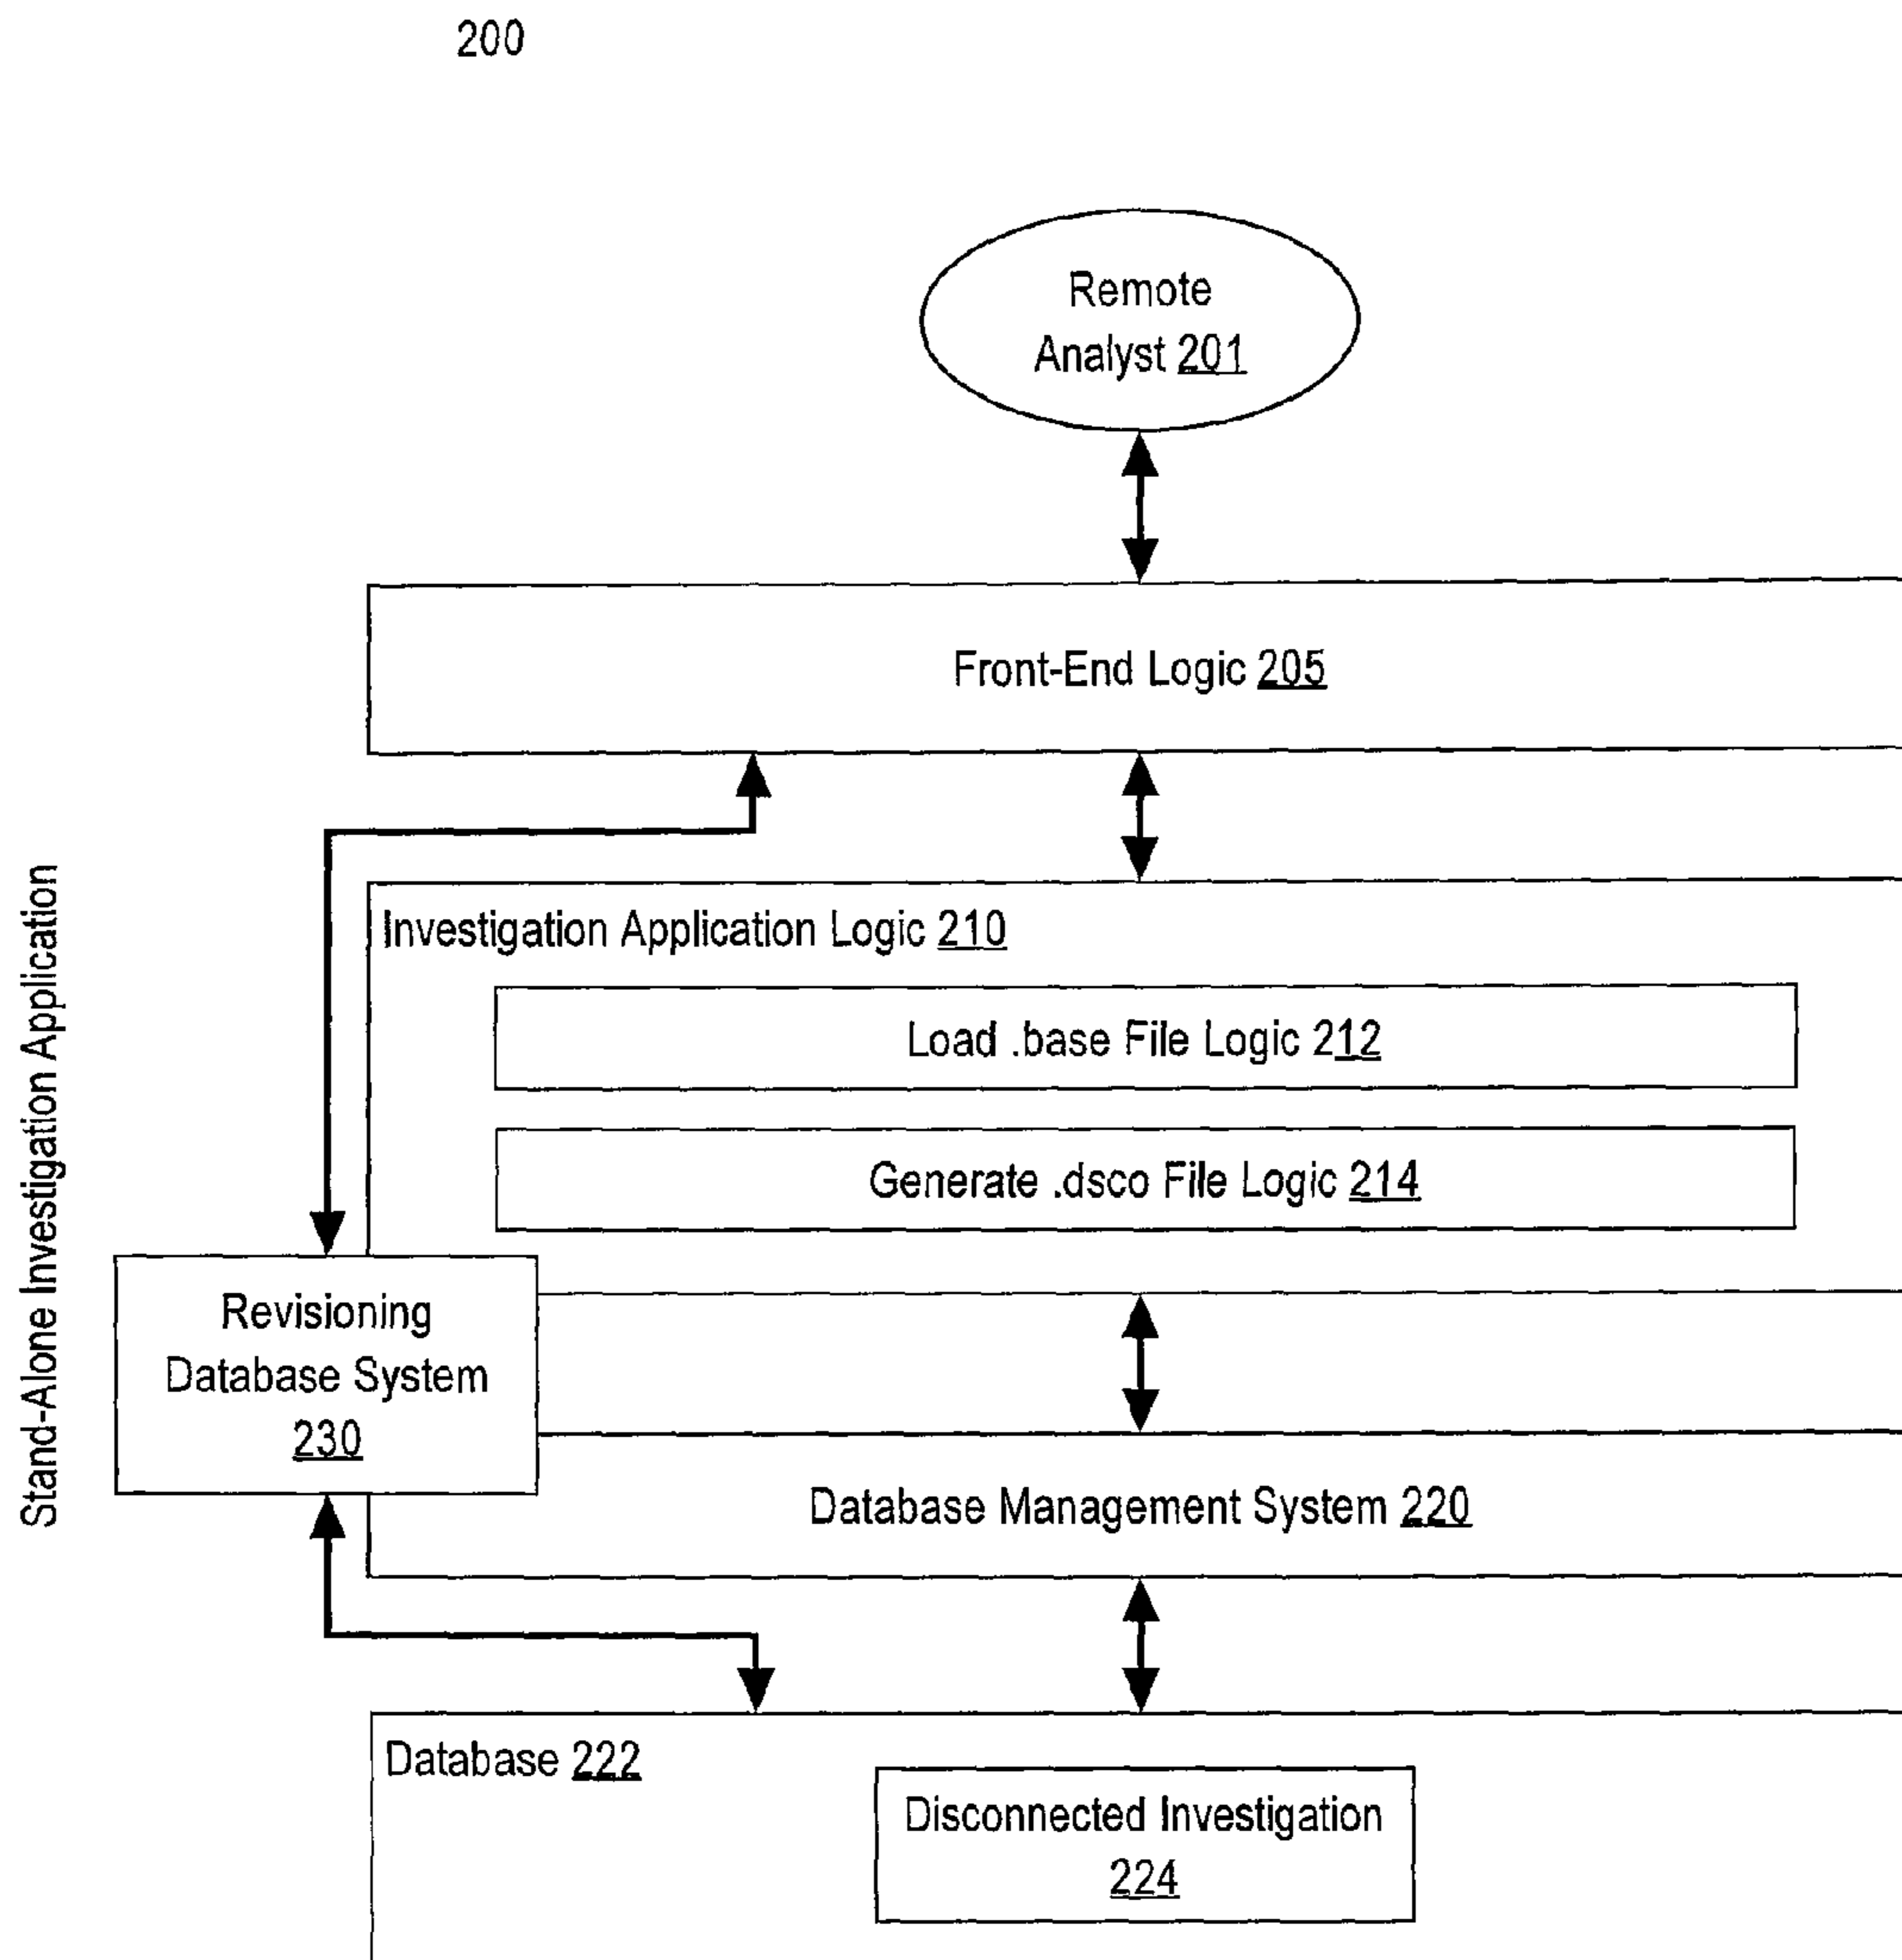 200
Remote
Analyst 201
Front-End Logic 205
Stand-Alone Investigation Application
Investigation Application Logic 210
Load .base File Logic 212
Generate .dsco File Logic 214
Revisioning
Database System
230
Database Management System 220
Database 222
Disconnected Investigation
224